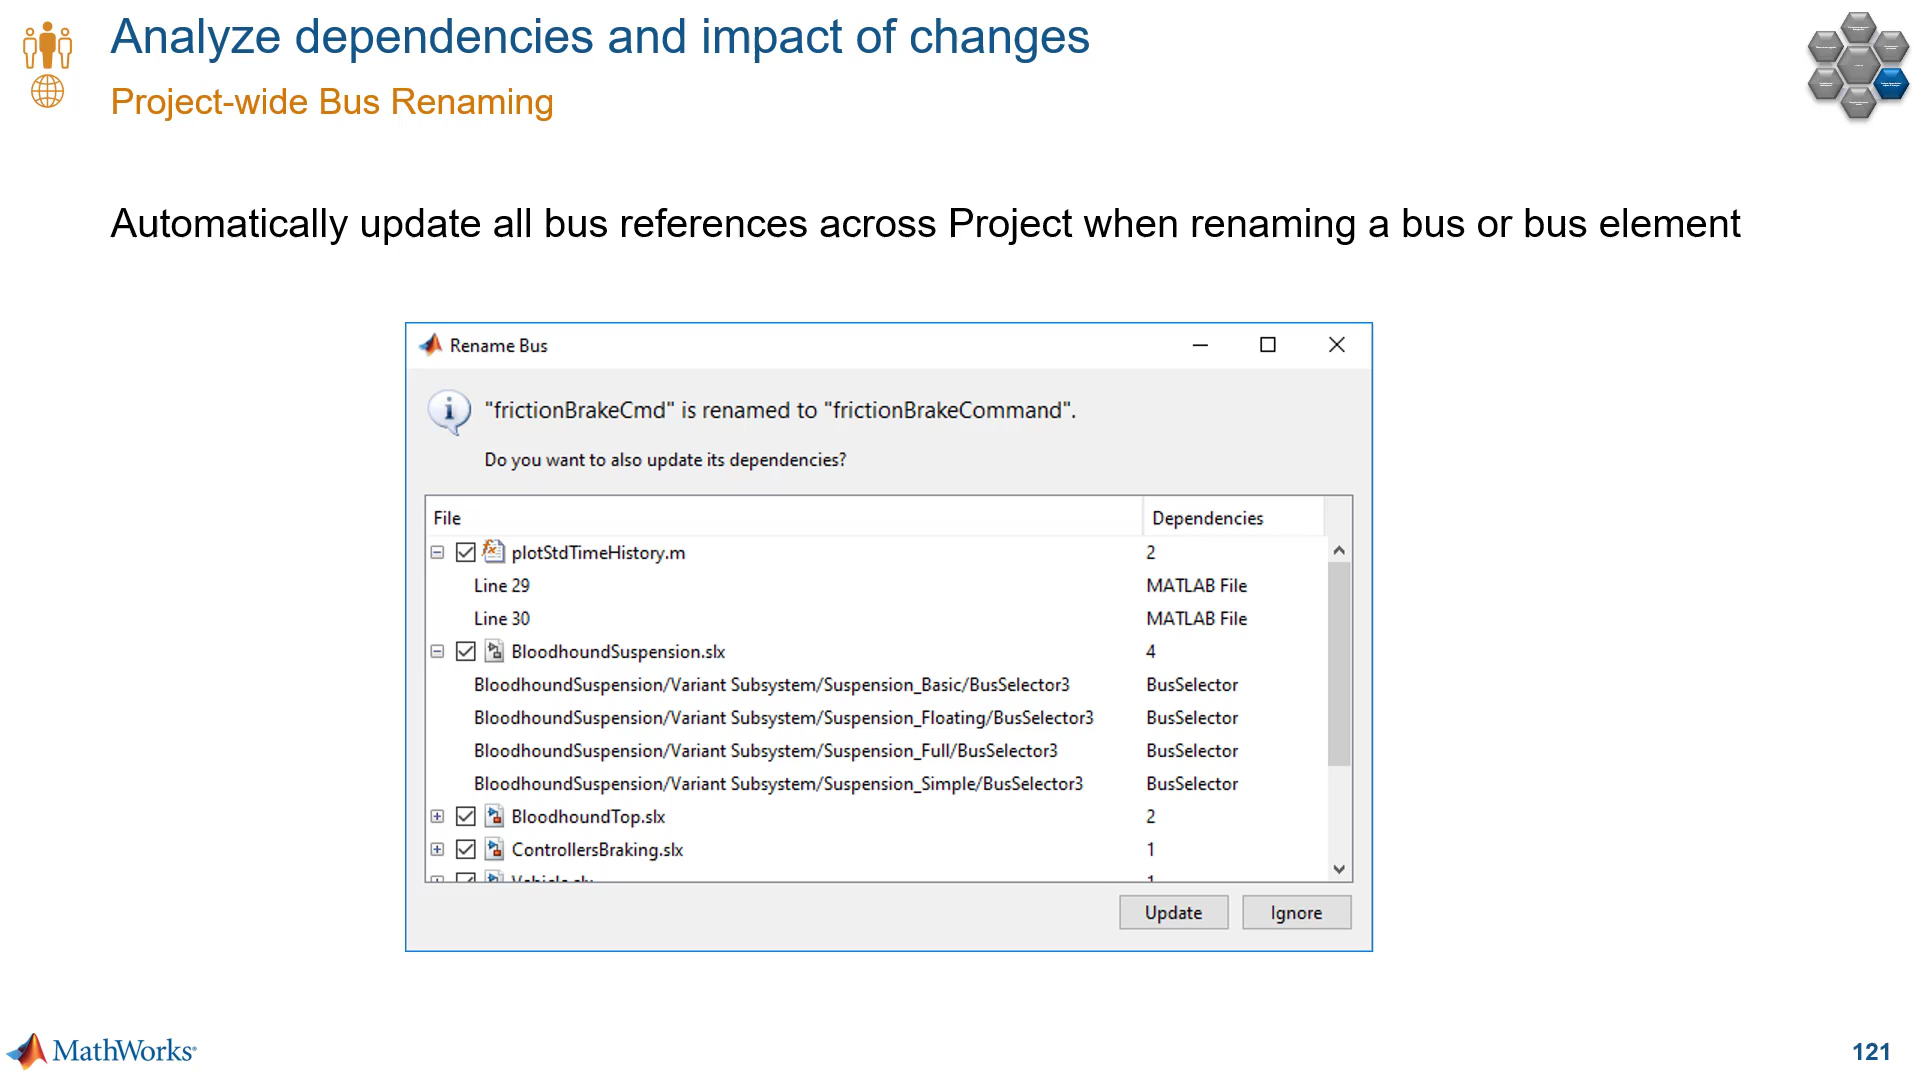 Analyze dependencies and impact of changes
Project-wide Bus Renaming
Automatically update all bus references across Project when renaming a bus or bus element
Rename Bus
"frictionBrakeCmd" is renamed to "frictionBrakeCommand".
Do you want to also update its dependencies?
File Dependencies
plotStdTimeHistory.m 2
Line 29 MATLAB File
Line 30 MATLAB File
BloodhoundSuspension.slx 4
BloodhoundSuspension/Variant Subsystem/Suspension_Basic/BusSelector3 BusSelector
BloodhoundSuspension/Variant Subsystem/Suspension_Floating/BusSelector3 BusSelector
BloodhoundSuspension/Variant Subsystem/Suspension_Full/BusSelector3 BusSelector
BloodhoundSuspension/Variant Subsystem/Suspension_Simple/BusSelector3 BusSelector
BloodhoundTop.slx 2
ControllersBraking.slx 1
Vehicle.slx 1
Update Ignore
MathWorks®
121